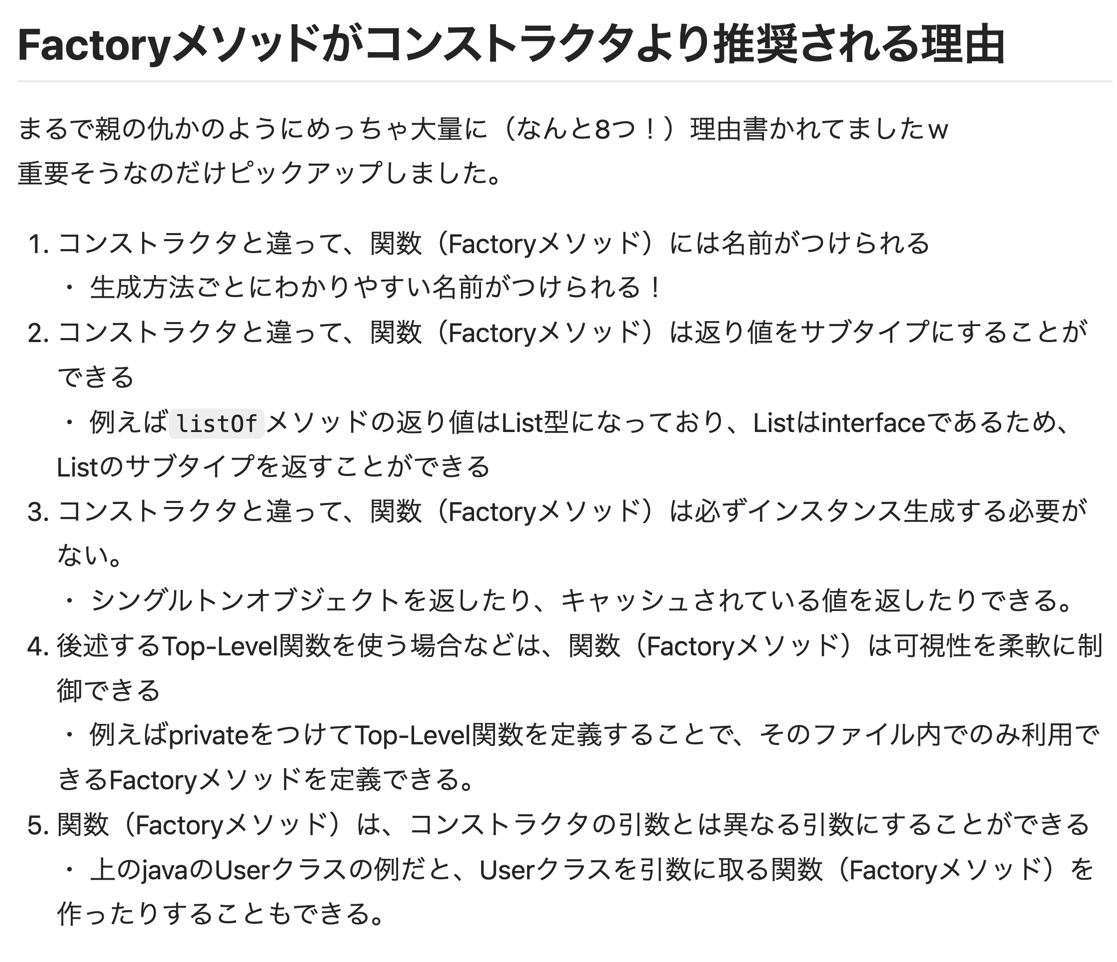 Factoryメソッドがコンストラクタより推奨される理由
まるで親の仇かのようにめっちゃ大量に（なんと8つ！）理由書かれてましたｗ
重要そうなのだけピックアップしました。
1. コンストラクタと違って、関数（Factoryメソッド）には名前がつけられる
・ 生成方法ごとにわかりやすい名前がつけられる！
2. コンストラクタと違って、関数（Factoryメソッド）は返り値をサブタイプにすることが
できる
・ 例えばlistOfメソッドの返り値はList型になっており、Listはinterfaceであるため、
Listのサブタイプを返すことができる
3. コンストラクタと違って、関数（Factoryメソッド）は必ずインスタンス生成する必要が
ない。
・ シングルトンオブジェクトを返したり、キャッシュされている値を返したりできる。
4. 後述するTop-Level関数を使う場合などは、関数（Factoryメソッド）は可視性を柔軟に制
御できる
・ 例えばprivateをつけてTop-Level関数を定義することで、そのファイル内でのみ利用で
きるFactoryメソッドを定義できる。
5. 関数（Factoryメソッド）は、コンストラクタの引数とは異なる引数にすることができる
・ 上のjavaのUserクラスの例だと、Userクラスを引数に取る関数（Factoryメソッド）を
作ったりすることもできる。